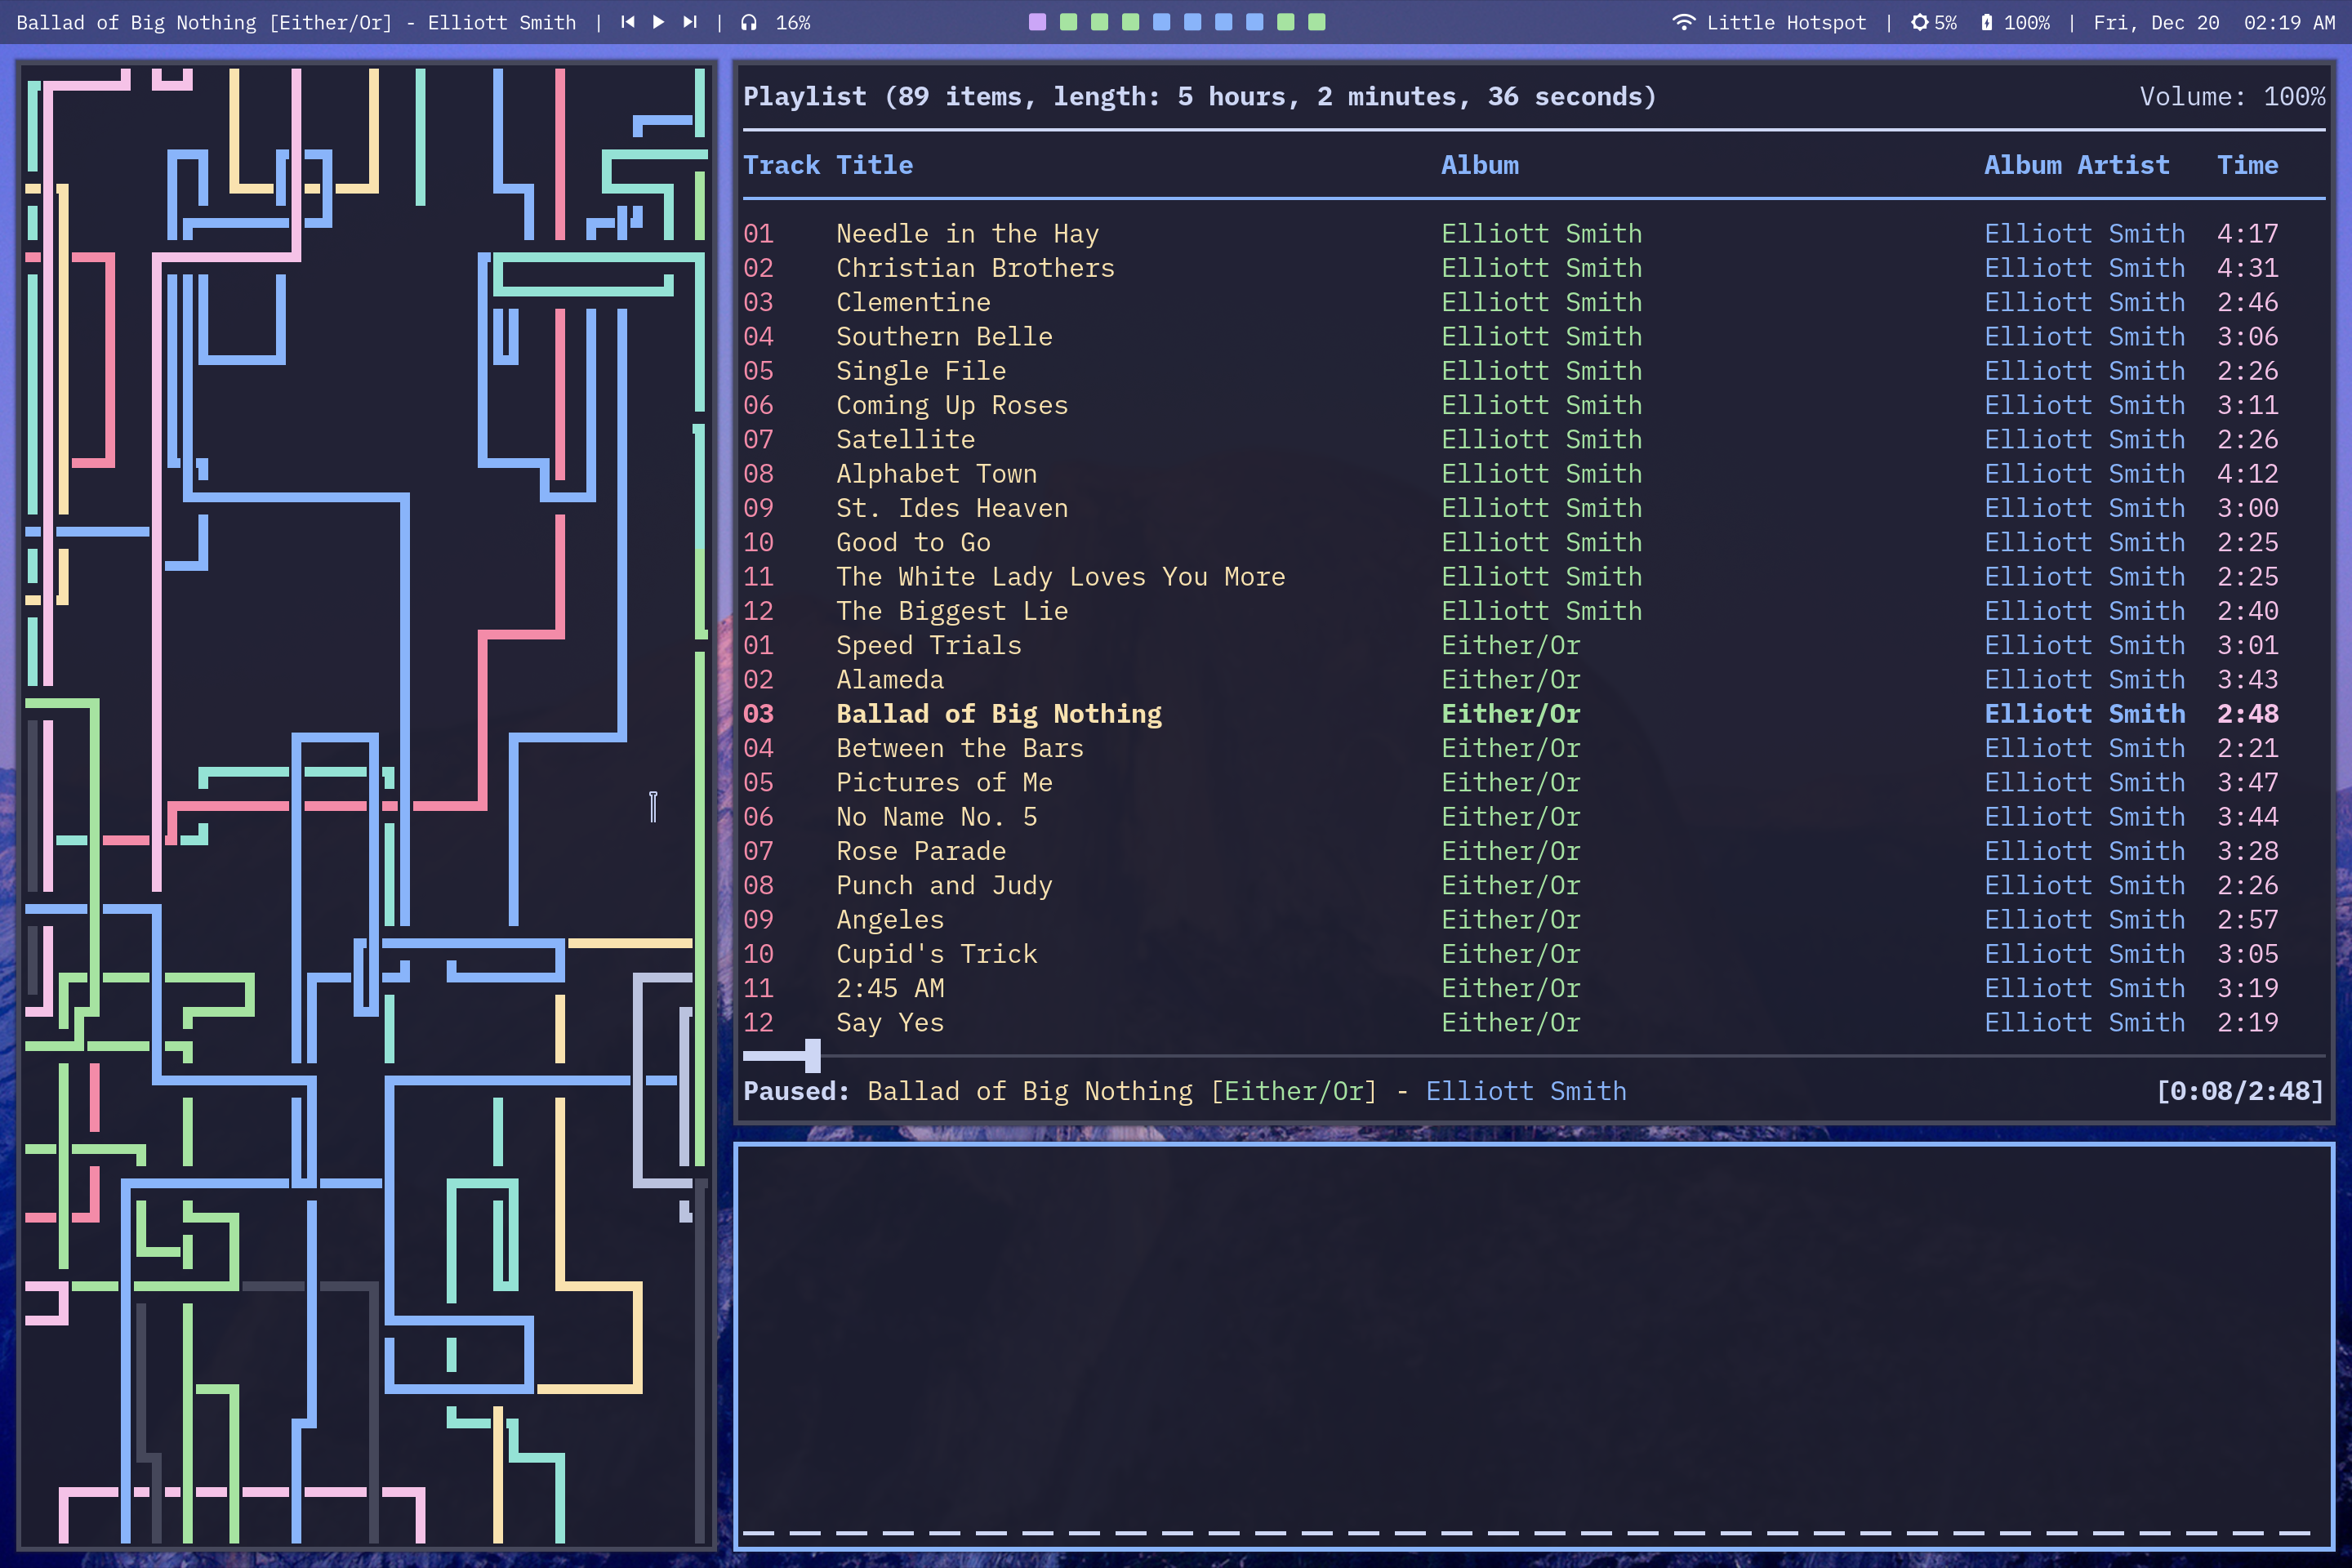 Ballad of Big Nothing [Either/Or] - Elliott Smith | | 16% Little Hotspot | 5% 100% | Fri, Dec 20 02:19 AM
Playlist (89 items, length: 5 hours, 2 minutes, 36 seconds) Volume: 100%
Track Title Album Album Artist Time
01 Needle in the Hay Elliott Smith Elliott Smith 4:17
02 Christian Brothers Elliott Smith Elliott Smith 4:31
03 Clementine Elliott Smith Elliott Smith 2:46
04 Southern Belle Elliott Smith Elliott Smith 3:06
05 Single File Elliott Smith Elliott Smith 2:26
06 Coming Up Roses Elliott Smith Elliott Smith 3:11
07 Satellite Elliott Smith Elliott Smith 2:26
08 Alphabet Town Elliott Smith Elliott Smith 4:12
09 St. Ides Heaven Elliott Smith Elliott Smith 3:00
10 Good to Go Elliott Smith Elliott Smith 2:25
11 The White Lady Loves You More Elliott Smith Elliott Smith 2:25
12 The Biggest Lie Elliott Smith Elliott Smith 2:40
01 Speed Trials Either/Or Elliott Smith 3:01
02 Alameda Either/Or Elliott Smith 3:43
03 Ballad of Big Nothing Either/Or Elliott Smith 2:48
04 Between the Bars Either/Or Elliott Smith 2:21
05 Pictures of Me Either/Or Elliott Smith 3:47
06 No Name No. 5 Either/Or Elliott Smith 3:44
07 Rose Parade Either/Or Elliott Smith 3:28
08 Punch and Judy Either/Or Elliott Smith 2:26
09 Angeles Either/Or Elliott Smith 2:57
10 Cupid's Trick Either/Or Elliott Smith 3:05
11 2:45 AM Either/Or Elliott Smith 3:19
12 Say Yes Either/Or Elliott Smith 2:19
Paused: Ballad of Big Nothing [Either/Or] - Elliott Smith [0:08/2:48]